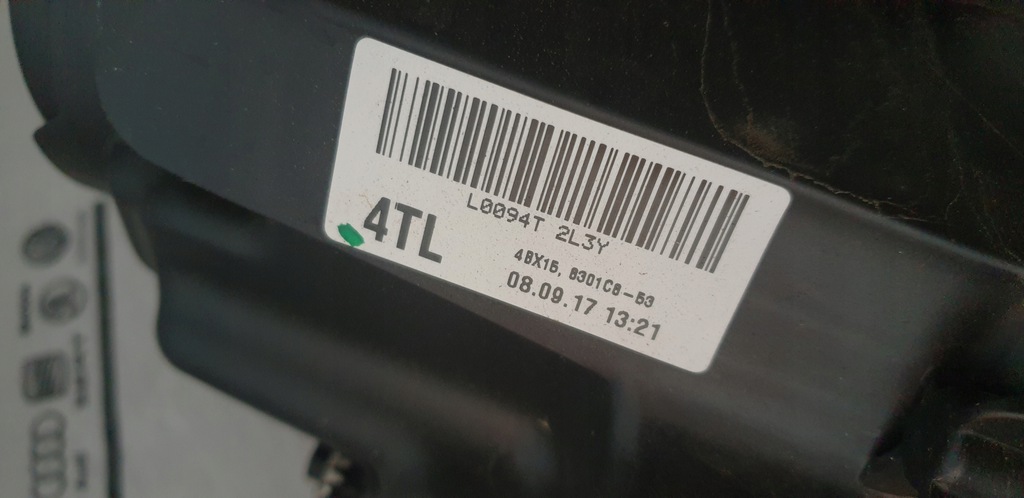 L0094T 2L3Y
4TL
4BX15, 8301C8-53
08.09.17 13:21